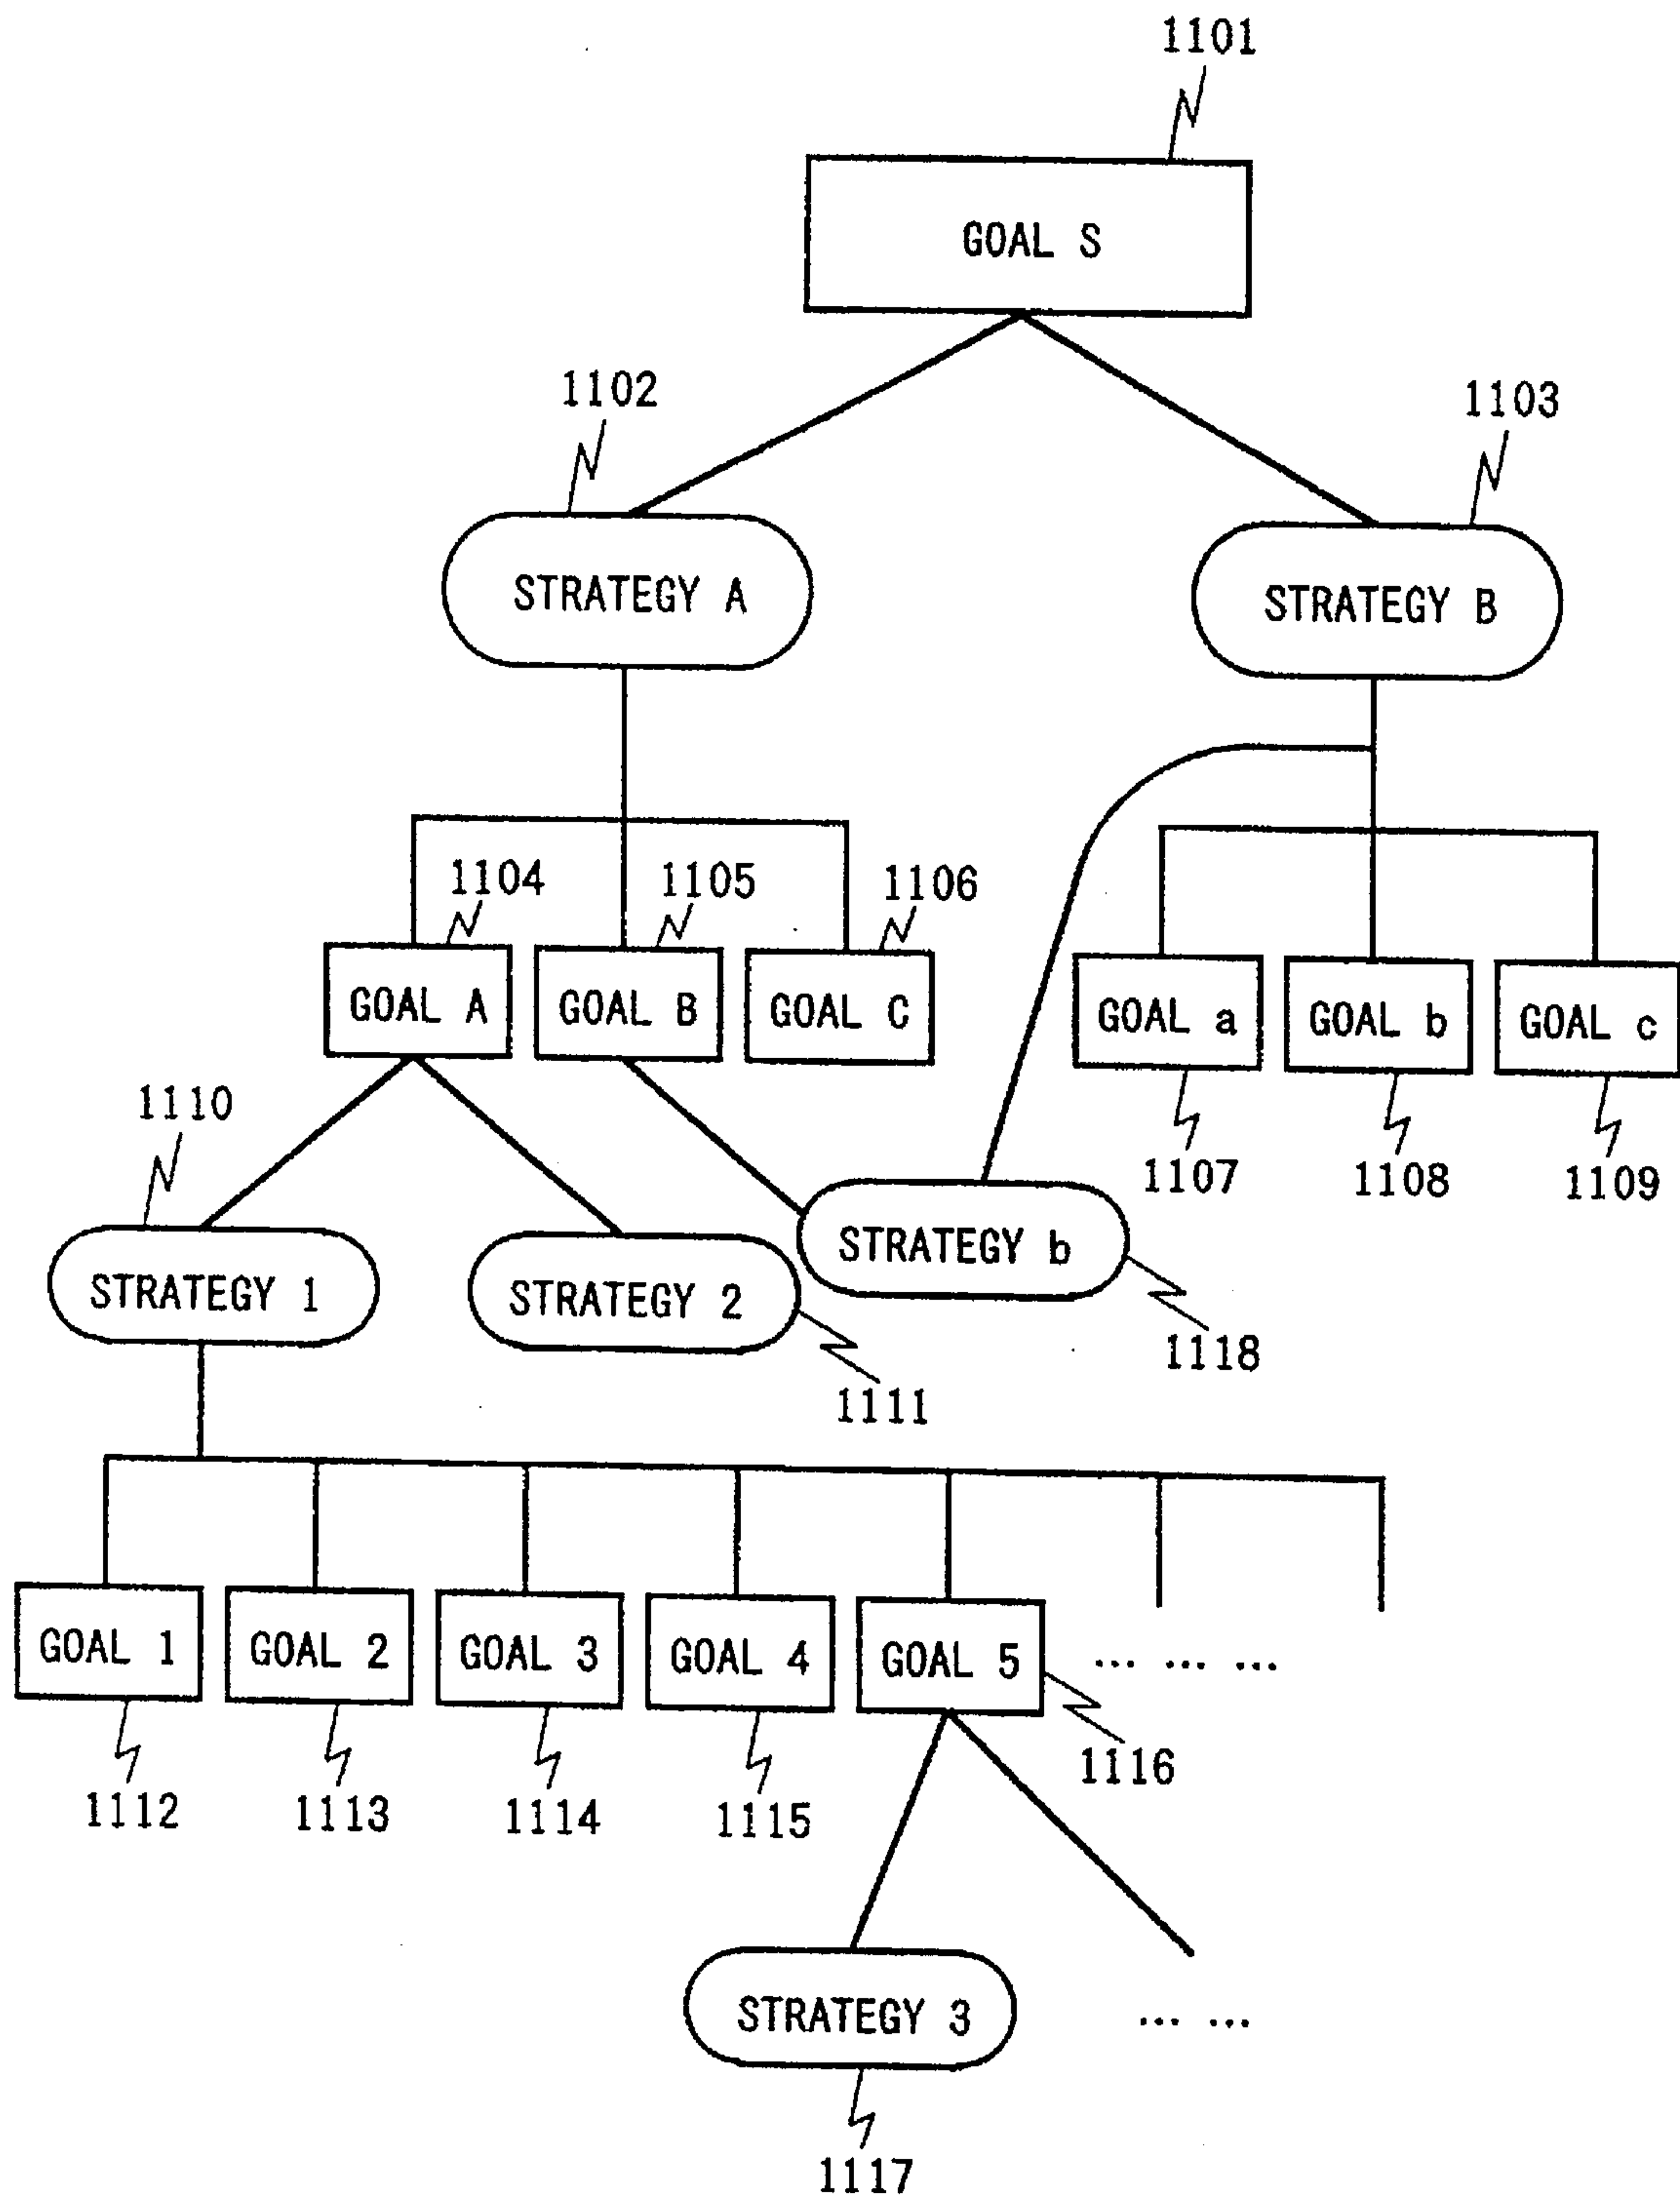 1101
GOAL S
1102
1103
STRATEGY A
STRATEGY B
1104
1105
1106
GOAL A
GOAL B
GOAL C
GOAL a
GOAL b
GOAL c
1107
1108
1109
1110
STRATEGY 1
STRATEGY 2
STRATEGY b
1118
1111
GOAL 1
GOAL 2
GOAL 3
GOAL 4
GOAL 5
... ... ...
1112
1113
1114
1115
1116
STRATEGY 3
... ...
1117